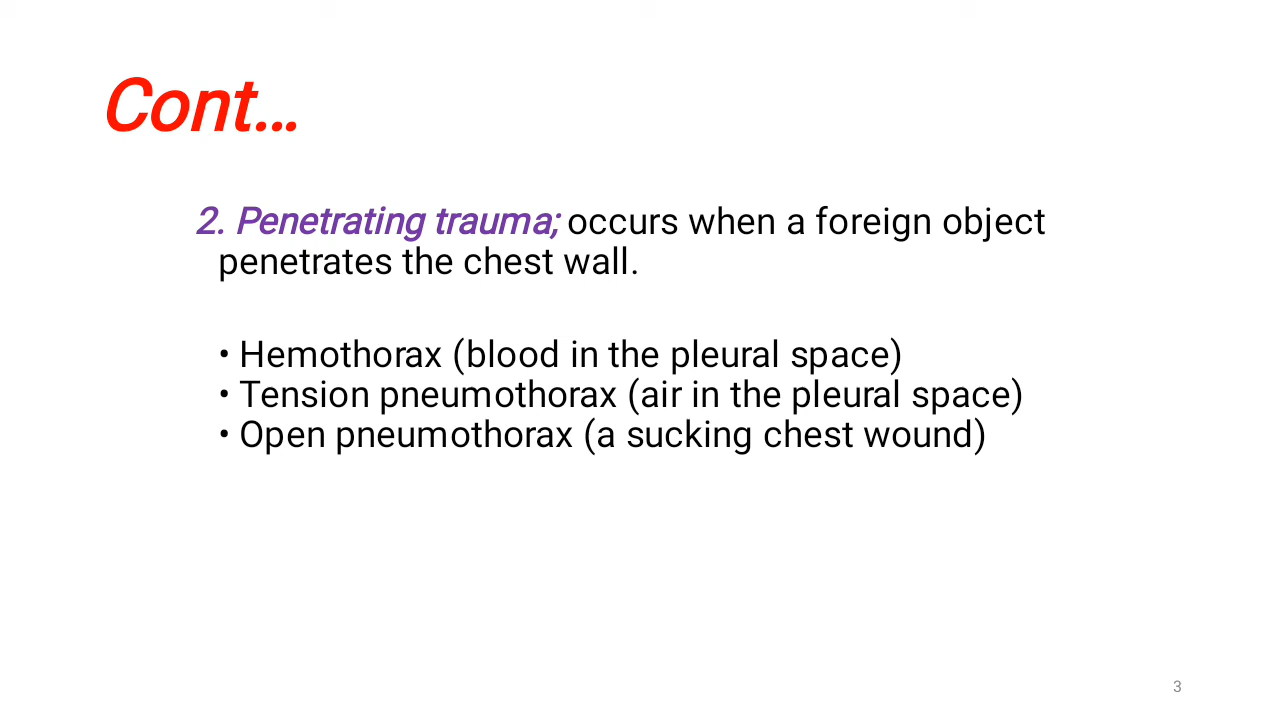 Cont...
2. Penetrating trauma; occurs when a foreign object
penetrates the chest wall.
• Hemothorax (blood in the pleural space)
• Tension pneumothorax (air in the pleural space)
• Open pneumothorax (a sucking chest wound)
3